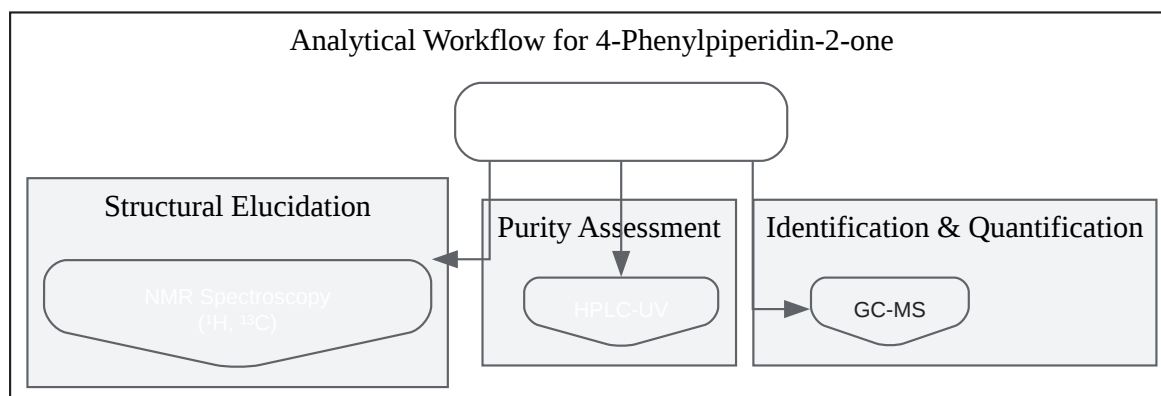 Analytical Workflow for 4-Phenylpiperidin-2-one
Structural Elucidation
Purity Assessment
Identification & Quantification
NMR Spectroscopy
(¹H, ¹³C)
HPLC-UV
GC-MS